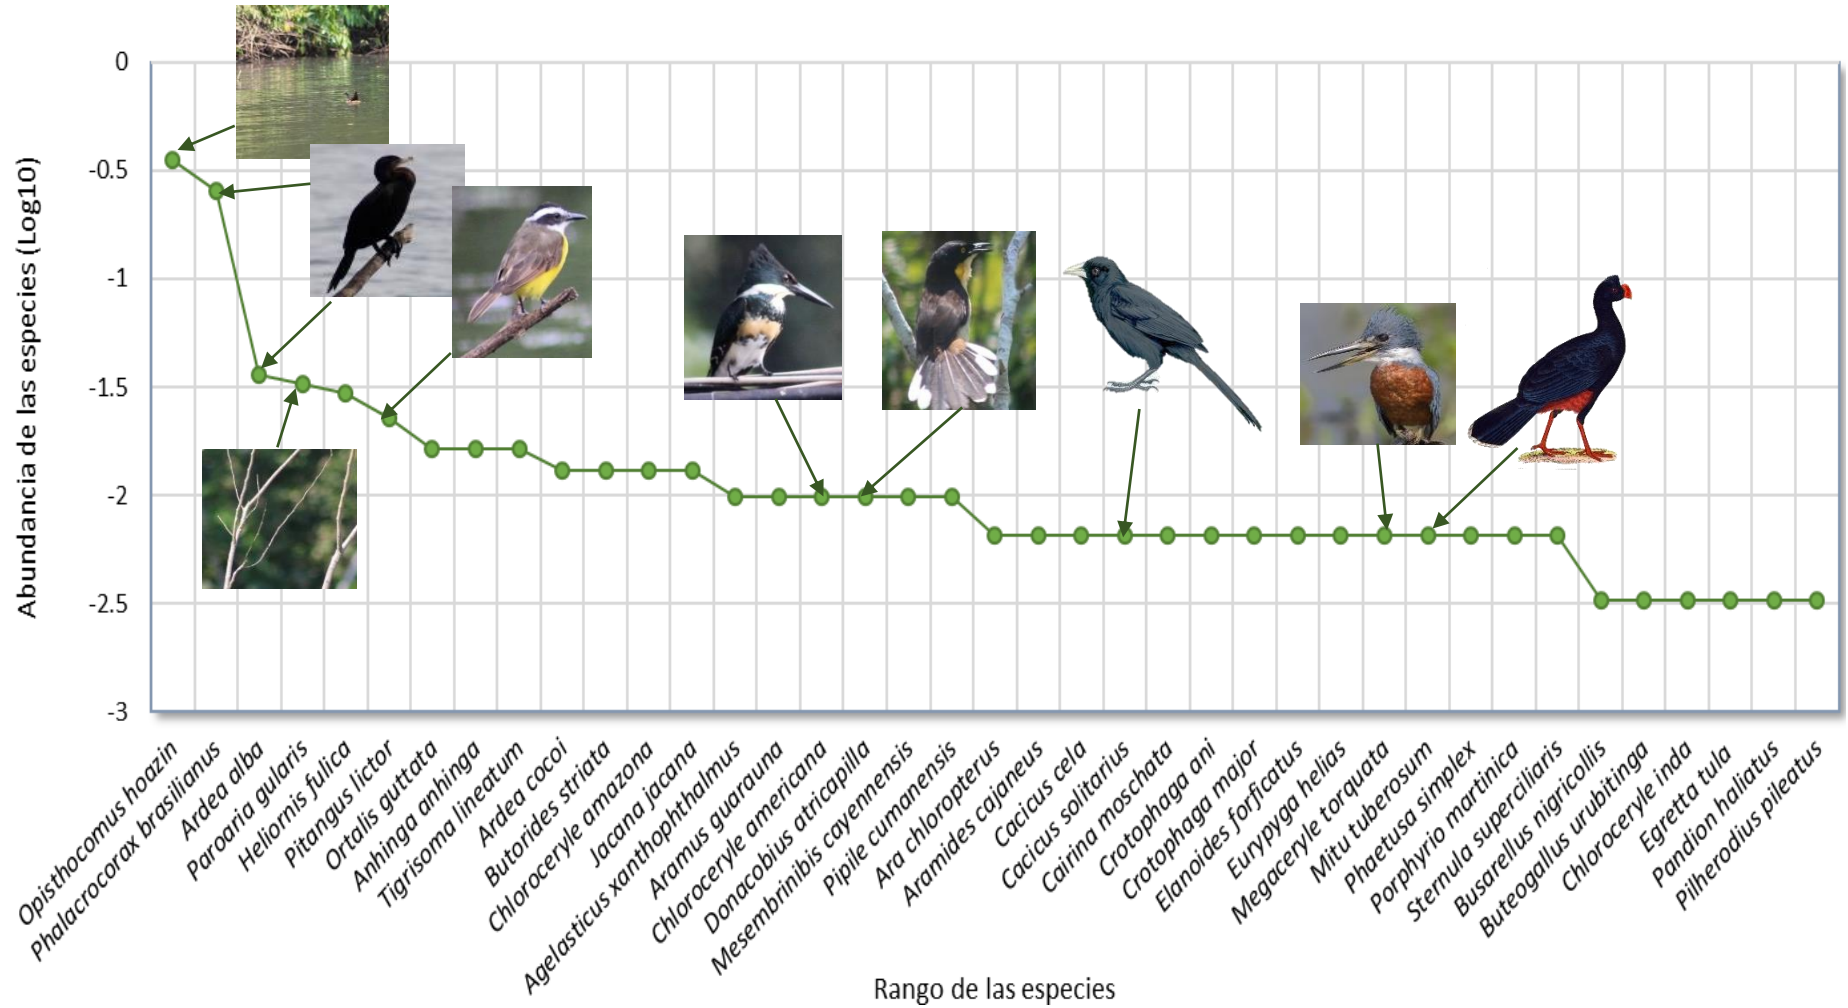 Abundancia de las especies (Log10)
0
-0.5
-1
-1.5
-2
-2.5
-3
Opisthocomus hoazin
Phalacrocorax brasilianus
Ardea alba
Paroaria gularis
Heliornis fulica
Pitangus lictor
Ortalis guttata
Anhinga anhinga
Tigrisoma lineatum
Ardea cocoi
Butorides striata
Chloroceryle amazona
Jacana jacana
Agelasticus xanthophthalmus
Aramus guarauna
Chloroceryle americana
Donacobius atricapilla
Mesembrinibis cayennensis
Pipile cumanensis
Ara chloropterus
Aramides cajaneus
Cacicus cela
Cacicus solitarius
Cairina moschata
Crotophaga ani
Crotophaga major
Elanoides forficatus
Eurypyga helias
Megaceryle torquata
Mitu tuberosum
Phaetusa simplex
Porphyrio martinica
Sternula superciliaris
Busarellus nigricollis
Buteogallus urubitinga
Chloroceryle inda
Egretta tula
Pandion haliatus
Pilherodius pileatus
Rango de las especies